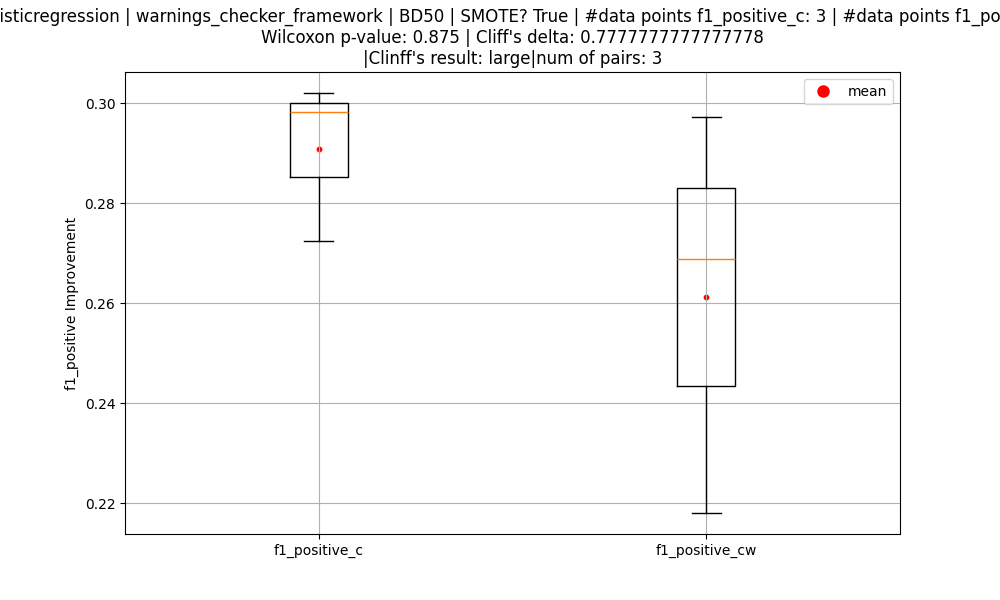 isticregression | warnings_checker_framework | BD50 | SMOTE? True | #data points f1_positive_c: 3 | #data points f1_po
Wilcoxon p-value: 0.875 | Cliff's delta: 0.7777777777777778
|Clinff's result: large|num of pairs: 3
mean
0.30
0.28
0.26
0.24
0.22
f1_positive Improvement
f1_positive_c
f1_positive_cw